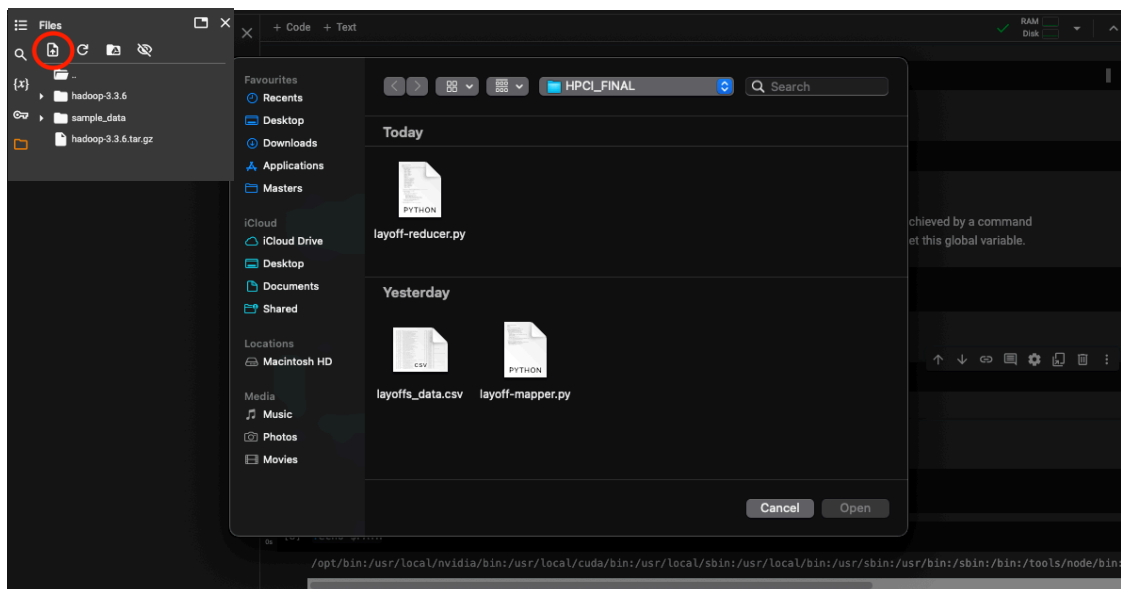 Files
+ Code + Text
RAM
Disk
{x}
..
hadoop-3.3.6
sample_data
hadoop-3.3.6.tar.gz
Favourites
Recents
Desktop
Downloads
Applications
Masters
iCloud
iCloud Drive
Desktop
Documents
Shared
Locations
Macintosh HD
Media
Music
Photos
Movies
HPCI_FINAL
Search
Today
PYTHON
layoff-reducer.py
Yesterday
CSV
PYTHON
layoffs_data.csv layoff-mapper.py
Cancel Open
chieved by a command
et this global variable.
0s
/opt/bin:/usr/local/nvidia/bin:/usr/local/cuda/bin:/usr/local/sbin:/usr/local/bin:/usr/sbin:/usr/bin:/sbin:/bin:/tools/node/bin: